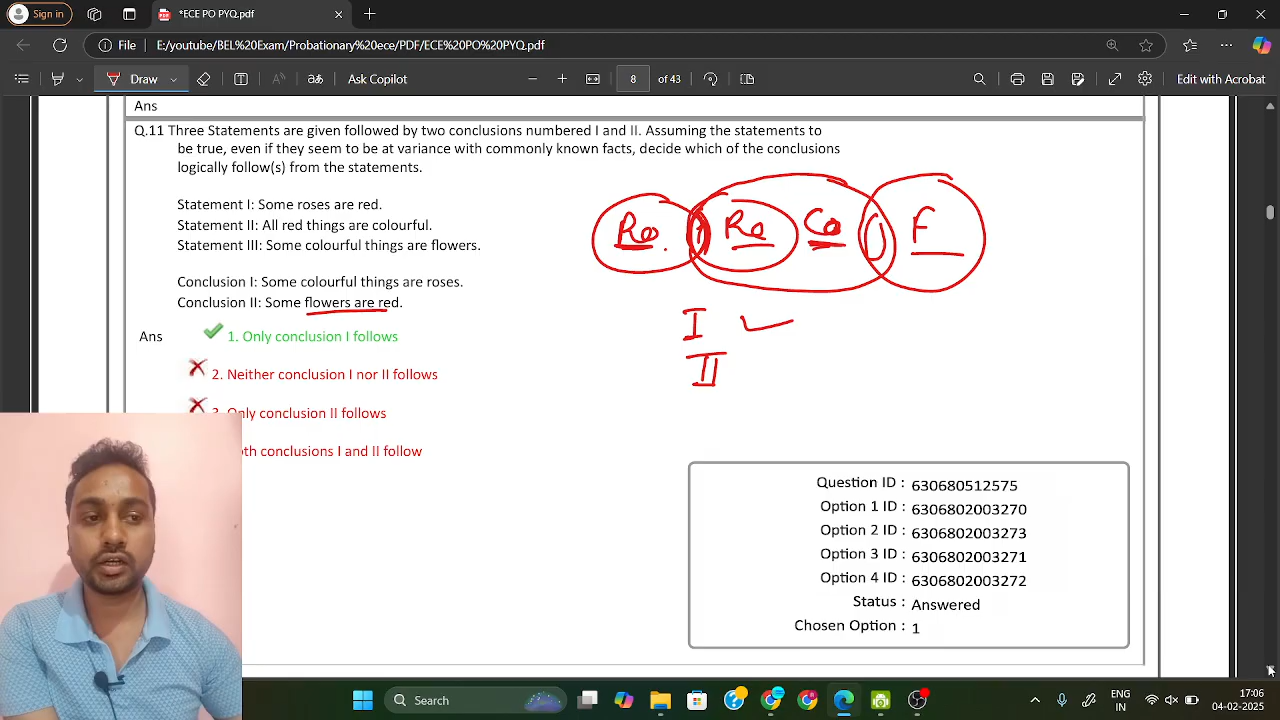 Sign in
*ECE PO PYQ.pdf
File E:/youtube/BEL%20Exam/Probationary%20ece/PDF/ECE%20PO%20PYQ.pdf
Draw Ask Copilot 8 of 43 Edit with Acrobat
Ans
Q.11 Three Statements are given followed by two conclusions numbered I and II. Assuming the statements to
be true, even if they seem to be at variance with commonly known facts, decide which of the conclusions
logically follow(s) from the statements.
Statement I: Some roses are red.
Statement II: All red things are colourful.
Statement III: Some colourful things are flowers.
Conclusion I: Some colourful things are roses.
Conclusion II: Some flowers are red.
Ro Re Co F
I
II
Ans 1. Only conclusion I follows
2. Neither conclusion I nor II follows
3. Only conclusion II follows
oth conclusions I and II follow
Question ID : 630680512575
Option 1 ID : 6306802003270
Option 2 ID : 6306802003273
Option 3 ID : 6306802003271
Option 4 ID : 6306802003272
Status : Answered
Chosen Option : 1
Search
ENG
IN
17:06
04-02-2025